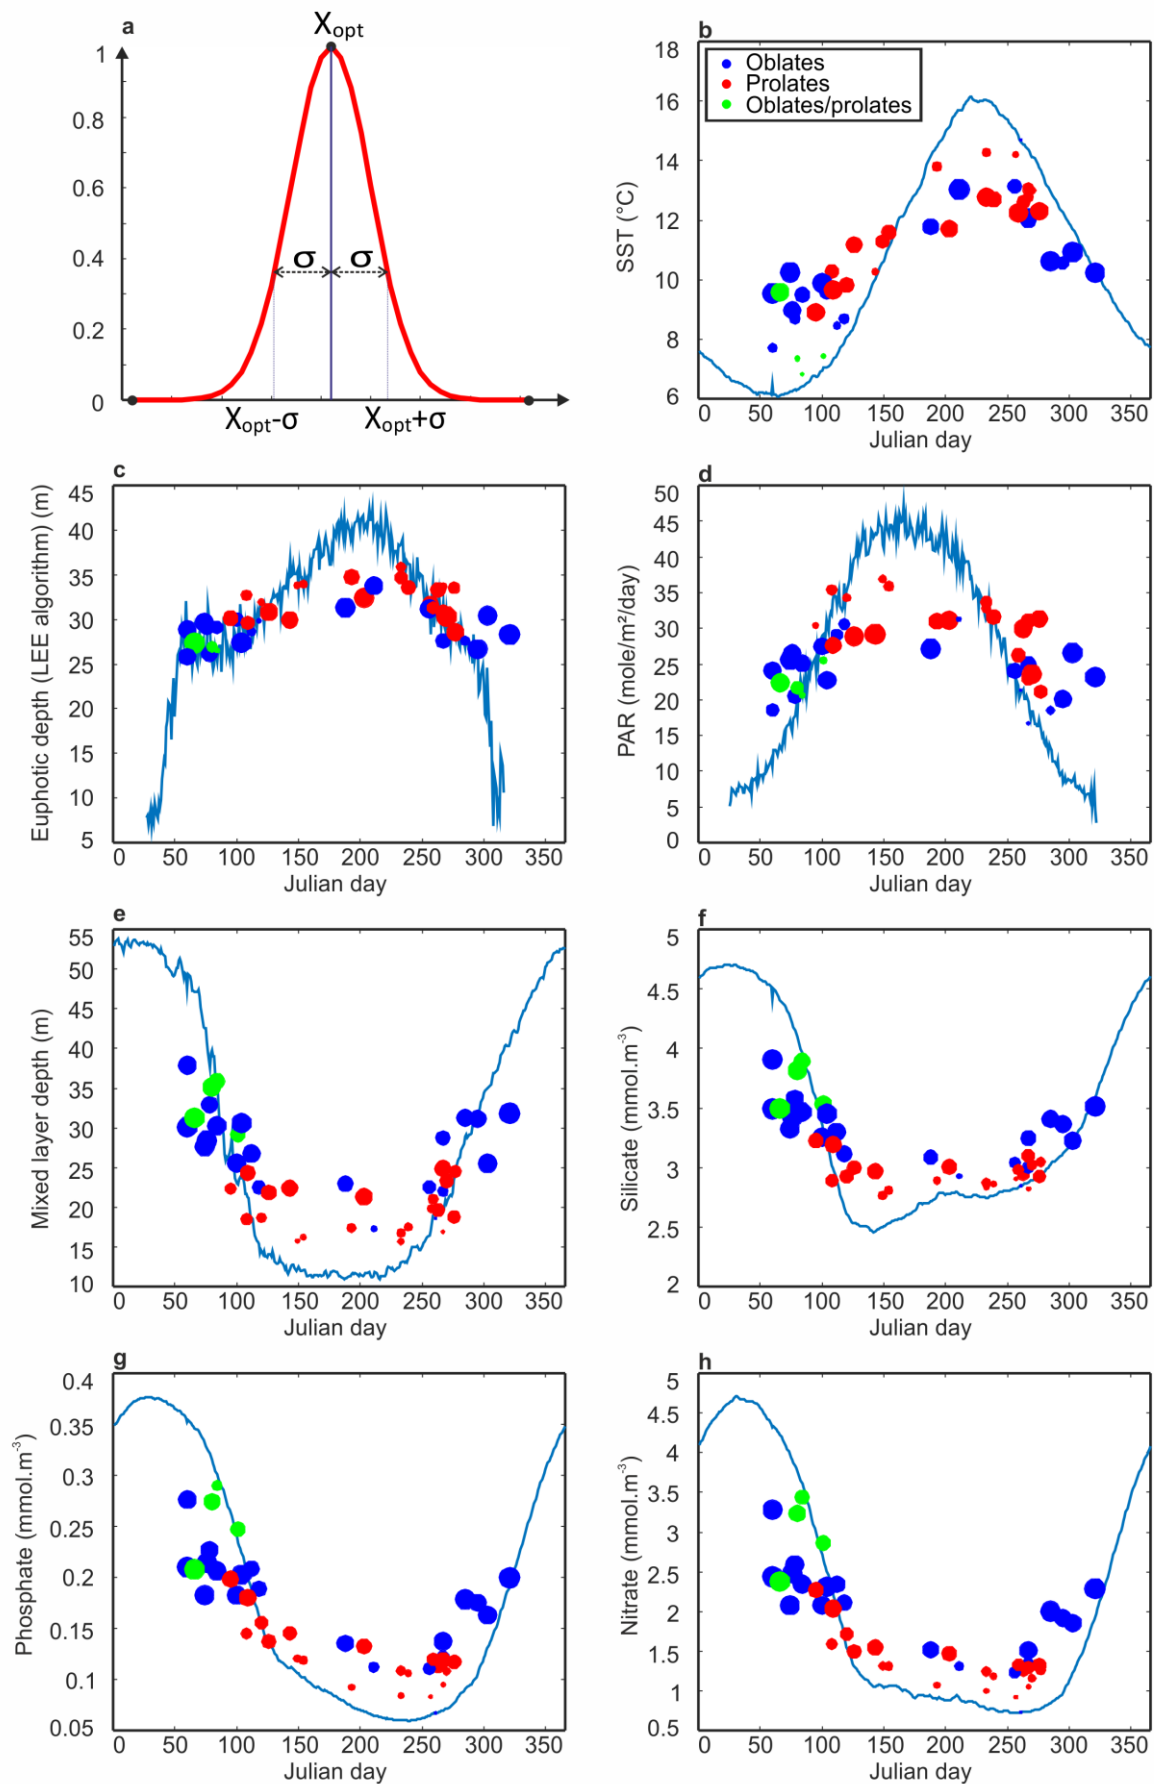 a
Xopt
1
0.8
0.6
0.4
0.2
0
σ σ
Xopt-σ Xopt+σ
b
18
16
14
12
10
8
6
SST (°C)
Oblates
Prolates
Oblates/prolates
0 50 100 150 200 250 300 350
Julian day
c
45
40
35
30
25
20
15
10
5
Euphotic depth (LEE algorithm) (m)
0 50 100 150 200 250 300 350
Julian day
d
50
45
40
35
30
25
20
15
10
5
0
PAR (mole/m²/day)
0 50 100 150 200 250 300 350
Julian day
e
55
50
45
40
35
30
25
20
15
10
Mixed layer depth (m)
0 50 100 150 200 250 300 350
Julian day
f
5
4.5
4
3.5
3
2.5
2
Silicate (mmol.m⁻³)
0 50 100 150 200 250 300 350
Julian day
g
0.4
0.35
0.3
0.25
0.2
0.15
0.1
0.05
Phosphate (mmol.m⁻³)
0 50 100 150 200 250 300 350
Julian day
h
5
4.5
4
3.5
3
2.5
2
1.5
1
0.5
Nitrate (mmol.m⁻³)
0 50 100 150 200 250 300 350
Julian day